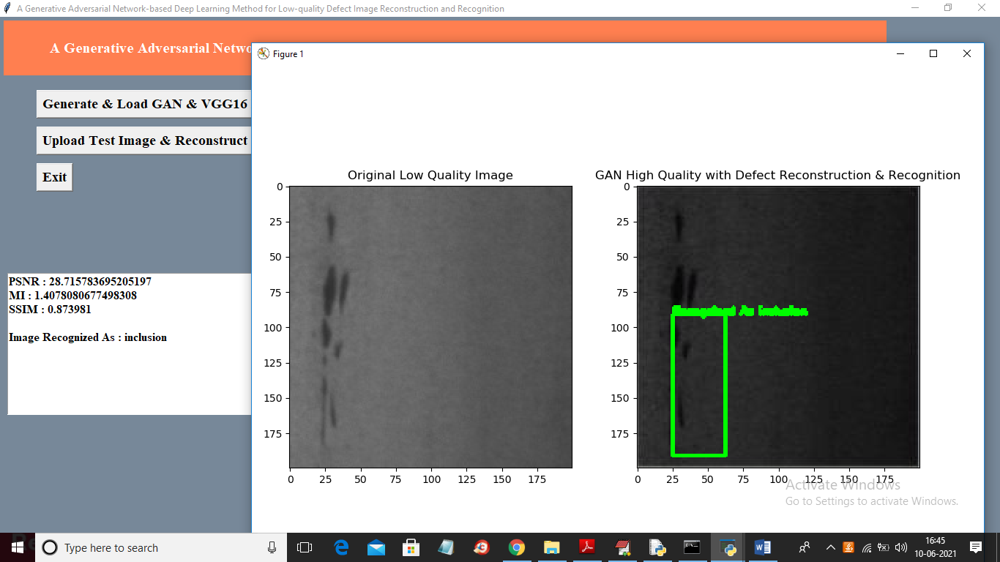 A Generative Adversarial Network-based Deep Learning Method for Low-quality Defect Image Reconstruction and Recognition
A Generative Adversarial Netwo
Figure 1
Generate & Load GAN & VGG16
Upload Test Image & Reconstruct
Exit
PSNR : 28.715783695205197
MI : 1.4078080677498308
SSIM : 0.873981
Image Recognized As : inclusion
Original Low Quality Image
0
25
50
75
100
125
150
175
0 25 50 75 100 125 150 175
GAN High Quality with Defect Reconstruction & Recognition
0
25
50
75
100
125
150
175
0 25 50 75 100 125 150 175
Activate Windows
Go to Settings to activate Windows.
Type here to search
16:45
10-06-2021